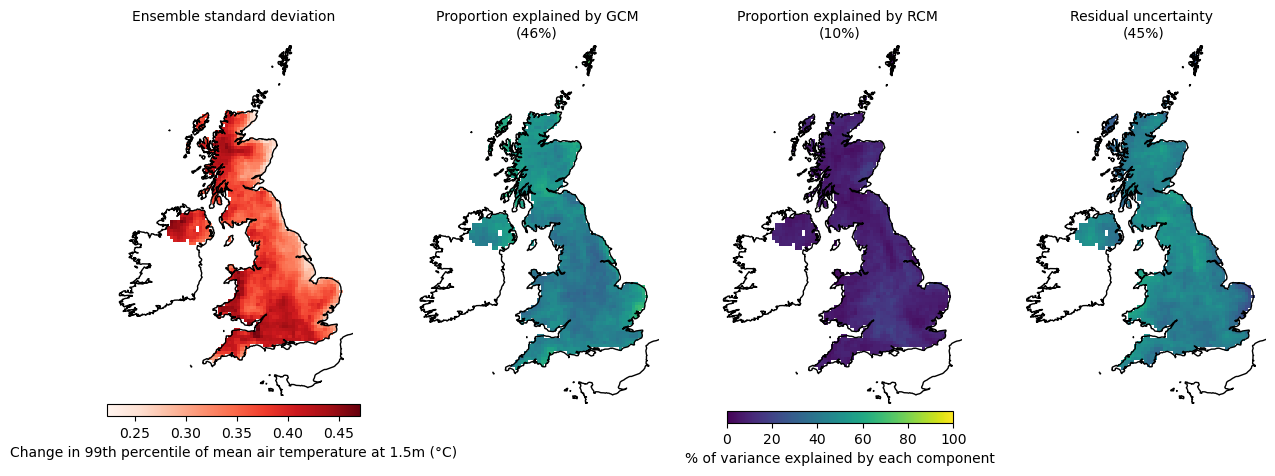 Ensemble standard deviation
Proportion explained by GCM
(46%)
Proportion explained by RCM
(10%)
Residual uncertainty
(45%)
0.25 0.30 0.35 0.40 0.45
Change in 99th percentile of mean air temperature at 1.5m (°C)
0 20 40 60 80 100
% of variance explained by each component